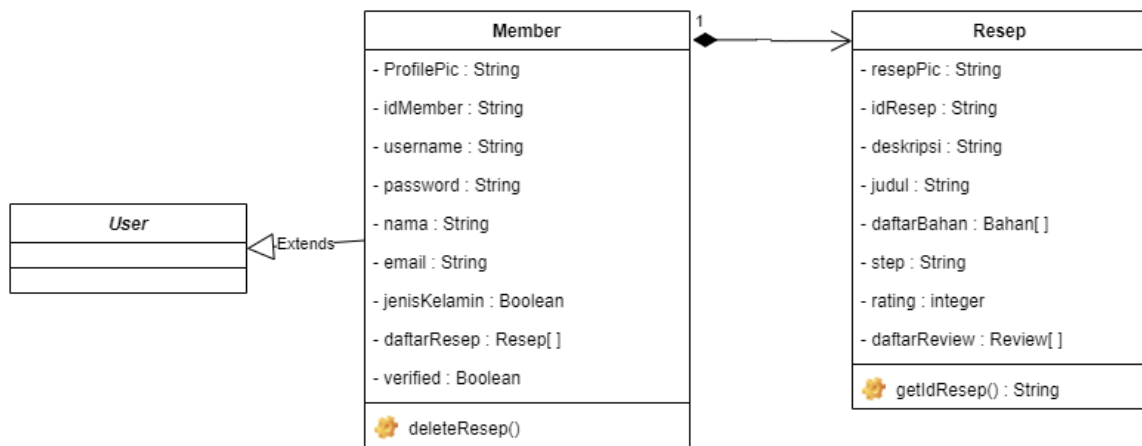 User
Extends
Member
- ProfilePic : String
- idMember : String
- username : String
- password : String
- nama : String
- email : String
- jenisKelamin : Boolean
- daftarResep : Resep[ ]
- verified : Boolean
deleteResep()
1
Resep
- resepPic : String
- idResep : String
- deskripsi : String
- judul : String
- daftarBahan : Bahan[ ]
- step : String
- rating : integer
- daftarReview : Review[ ]
getIdResep() : String